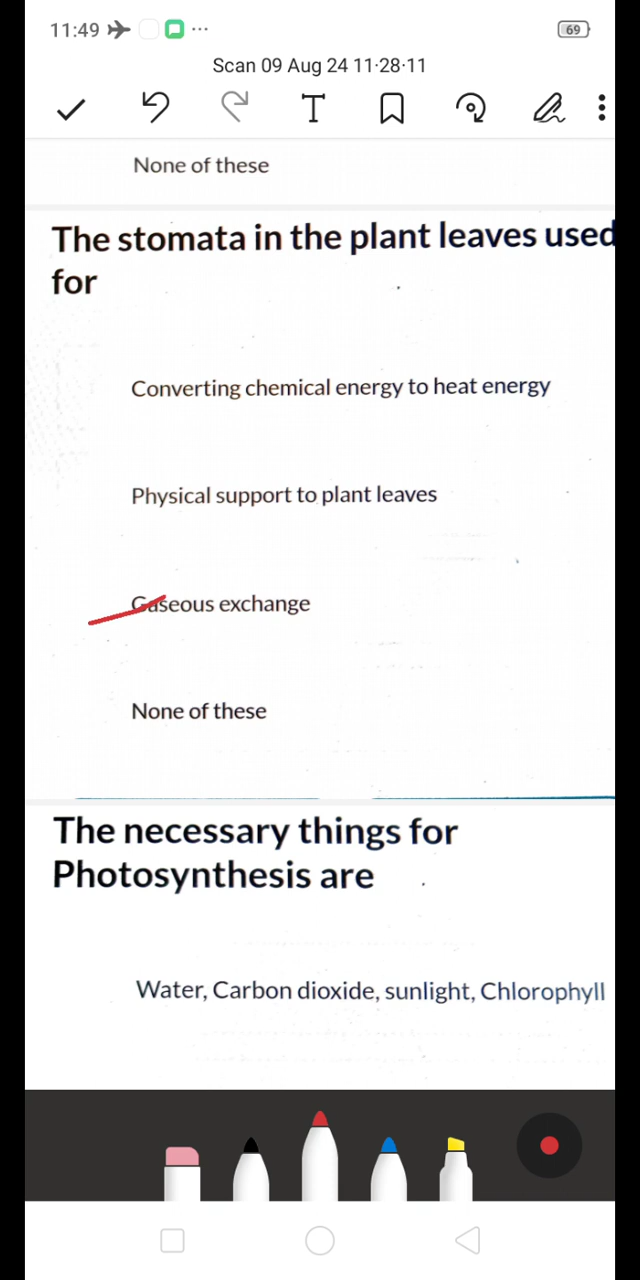 11:49
69
Scan 09 Aug 24 11·28·11
T
None of these
The stomata in the plant leaves used
for
Converting chemical energy to heat energy
Physical support to plant leaves
Gaseous exchange
None of these
The necessary things for
Photosynthesis are
Water, Carbon dioxide, sunlight, Chlorophyll